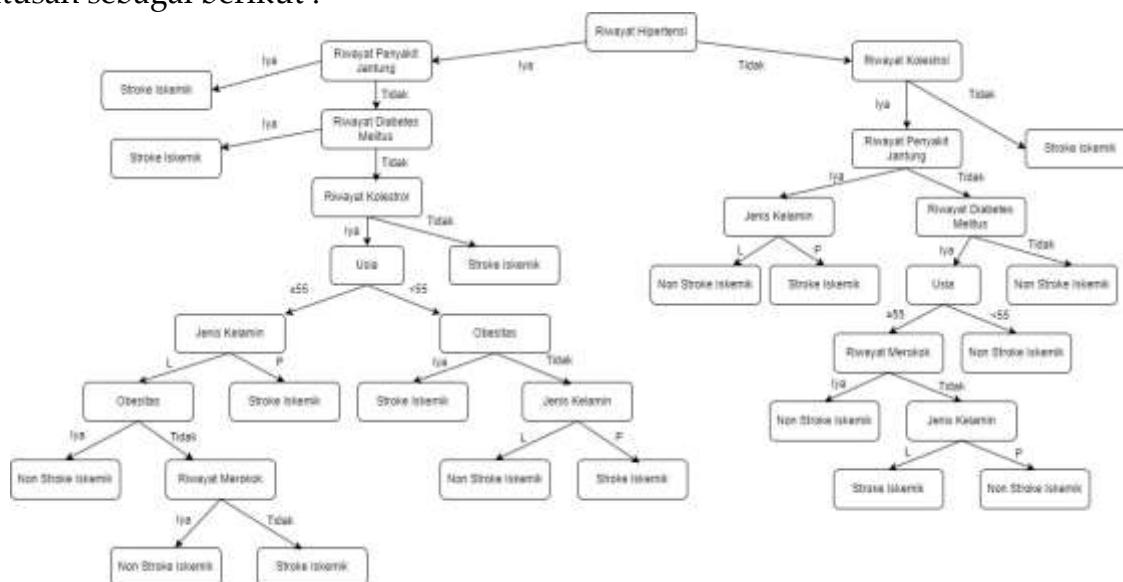 utusan sebagai berikut :
Riwayat Hipertensi
Iya
Tidak
Riwayat Penyakit
Jantung
Riwayat Kolestrol
Iya
Tidak
Iya
Tidak
Stroke Iskemik
Riwayat Diabetes
Melitus
Riwayat Penyakit
Jantung
Stroke Iskemik
Iya
Tidak
Iya
Tidak
Stroke Iskemik
Riwayat Kolestrol
Jenis Kelamin
Riwayat Diabetes
Melitus
Iya
Tidak
L
P
Iya
Tidak
Usia
Stroke Iskemik
Non Stroke Iskemik
Stroke Iskemik
Usia
Non Stroke Iskemik
≥55
<55
≥55
<55
Jenis Kelamin
Obesitas
Riwayat Merokok
Non Stroke Iskemik
L
P
Iya
Tidak
Iya
Tidak
Obesitas
Stroke Iskemik
Stroke Iskemik
Jenis Kelamin
Non Stroke Iskemik
Jenis Kelamin
Iya
Tidak
L
P
L
P
Non Stroke Iskemik
Riwayat Merokok
Non Stroke Iskemik
Stroke Iskemik
Stroke Iskemik
Non Stroke Iskemik
Iya
Tidak
Non Stroke Iskemik
Stroke Iskemik